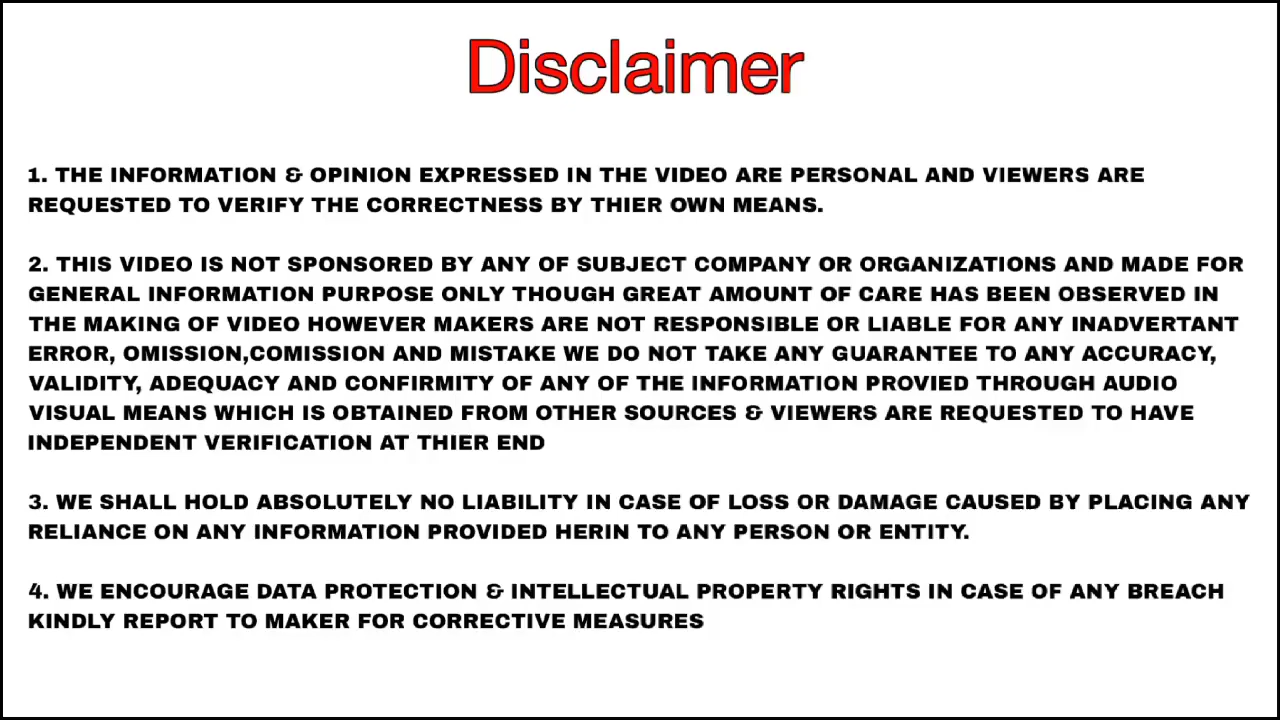 Disclaimer
1. THE INFORMATION & OPINION EXPRESSED IN THE VIDEO ARE PERSONAL AND VIEWERS ARE
REQUESTED TO VERIFY THE CORRECTNESS BY THIER OWN MEANS.
2. THIS VIDEO IS NOT SPONSORED BY ANY OF SUBJECT COMPANY OR ORGANIZATIONS AND MADE FOR
GENERAL INFORMATION PURPOSE ONLY THOUGH GREAT AMOUNT OF CARE HAS BEEN OBSERVED IN
THE MAKING OF VIDEO HOWEVER MAKERS ARE NOT RESPONSIBLE OR LIABLE FOR ANY INADVERTANT
ERROR, OMISSION,COMISSION AND MISTAKE WE DO NOT TAKE ANY GUARANTEE TO ANY ACCURACY,
VALIDITY, ADEQUACY AND CONFIRMITY OF ANY OF THE INFORMATION PROVIED THROUGH AUDIO
VISUAL MEANS WHICH IS OBTAINED FROM OTHER SOURCES & VIEWERS ARE REQUESTED TO HAVE
INDEPENDENT VERIFICATION AT THIER END
3. WE SHALL HOLD ABSOLUTELY NO LIABILITY IN CASE OF LOSS OR DAMAGE CAUSED BY PLACING ANY
RELIANCE ON ANY INFORMATION PROVIDED HERIN TO ANY PERSON OR ENTITY.
4. WE ENCOURAGE DATA PROTECTION & INTELLECTUAL PROPERTY RIGHTS IN CASE OF ANY BREACH
KINDLY REPORT TO MAKER FOR CORRECTIVE MEASURES